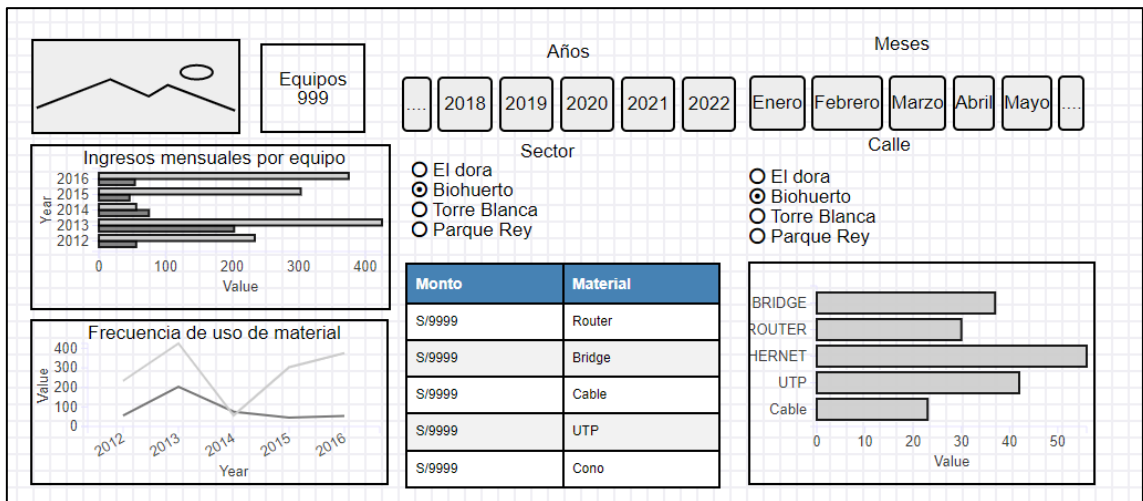 Equipos
999
Años
.... 2018 2019 2020 2021 2022
Meses
Enero Febrero Marzo Abril Mayo ....
Ingresos mensuales por equipo
Year
2016
2015
2014
2013
2012
0 100 200 300 400
Value
Sector
El dora
Biohuerto
Torre Blanca
Parque Rey
Calle
El dora
Biohuerto
Torre Blanca
Parque Rey
Frecuencia de uso de material
Value
400
300
200
100
0
2012 2013 2014 2015 2016
Year
Monto Material
S/9999 Router
S/9999 Bridge
S/9999 Cable
S/9999 UTP
S/9999 Cono
BRIDGE
ROUTER
HERNET
UTP
Cable
0 10 20 30 40 50
Value